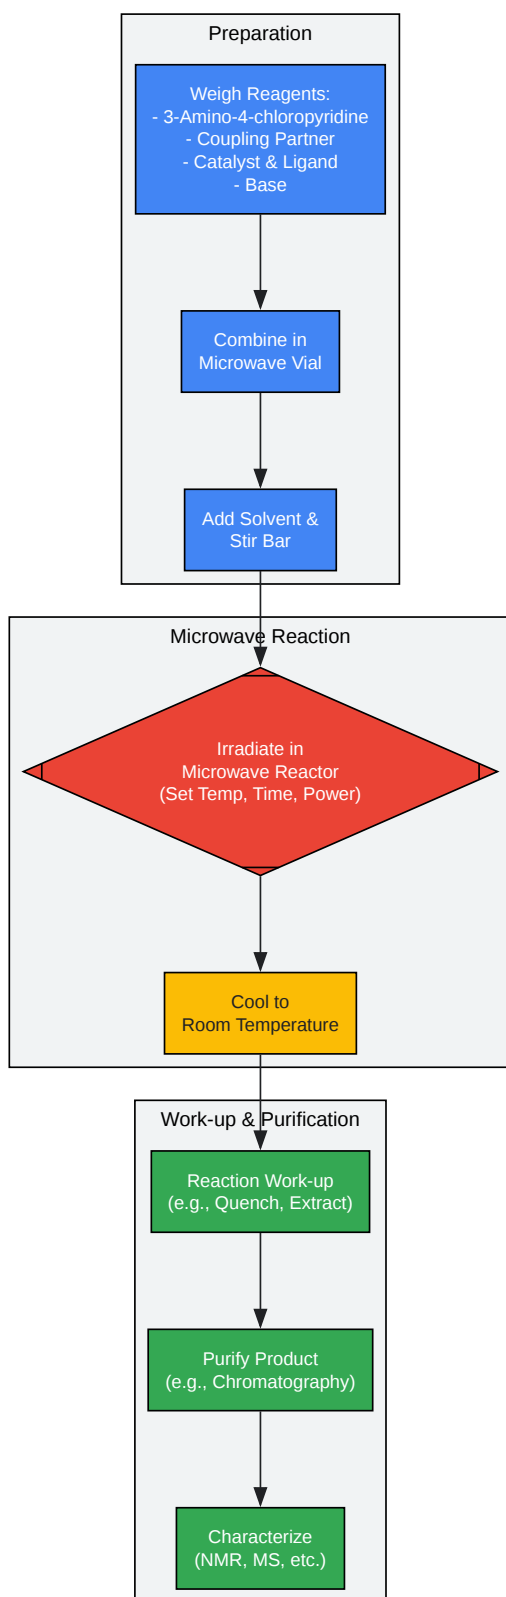 Preparation
Weigh Reagents:
- 3-Amino-4-chloropyridine
- Coupling Partner
- Catalyst & Ligand
- Base
Combine in
Microwave Vial
Add Solvent &
Stir Bar
Microwave Reaction
Irradiate in
Microwave Reactor
(Set Temp, Time, Power)
Cool to
Room Temperature
Work-up & Purification
Reaction Work-up
(e.g., Quench, Extract)
Purify Product
(e.g., Chromatography)
Characterize
(NMR, MS, etc.)